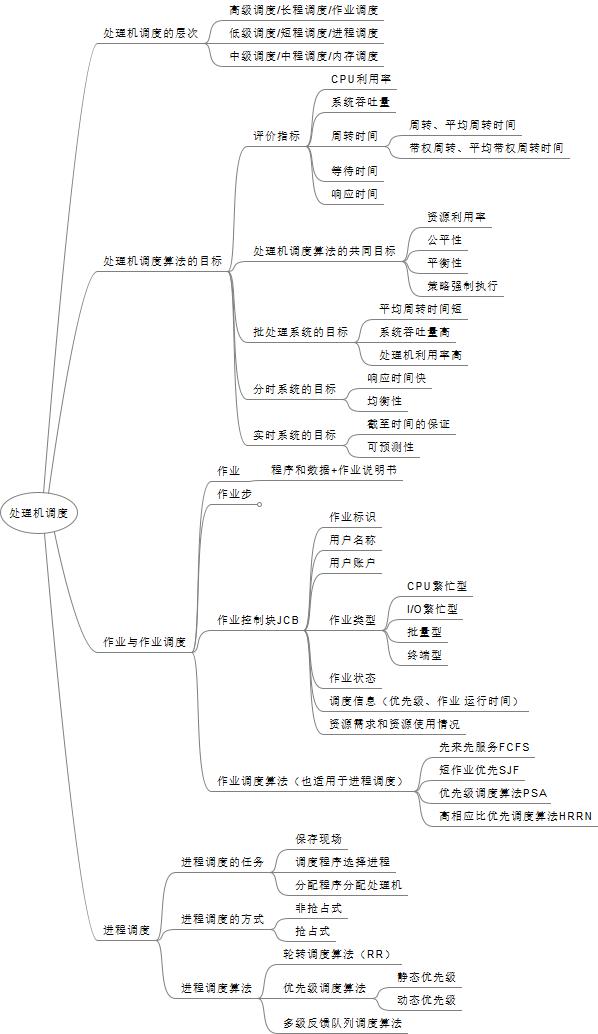 处理机调度
处理机调度的层次
高级调度/长程调度/作业调度
低级调度/短程调度/进程调度
中级调度/中程调度/内存调度
处理机调度算法的目标
评价指标
CPU利用率
系统吞吐量
周转时间
周转、平均周转时间
带权周转、平均带权周转时间
等待时间
响应时间
处理机调度算法的共同目标
资源利用率
公平性
平衡性
策略强制执行
批处理系统的目标
平均周转时间短
系统吞吐量高
处理机利用率高
分时系统的目标
响应时间快
均衡性
实时系统的目标
截至时间的保证
可预测性
作业与作业调度
作业
程序和数据+作业说明书
作业步
作业控制块JCB
作业标识
用户名称
用户账户
作业类型
CPU繁忙型
I/O繁忙型
批量型
终端型
作业状态
调度信息（优先级、作业 运行时间）
资源需求和资源使用情况
作业调度算法（也适用于进程调度）
先来先服务FCFS
短作业优先SJF
优先级调度算法PSA
高相应比优先调度算法HRRN
进程调度
进程调度的任务
保存现场
调度程序选择进程
分配程序分配处理机
进程调度的方式
非抢占式
抢占式
进程调度算法
轮转调度算法（RR）
优先级调度算法
静态优先级
动态优先级
多级反馈队列调度算法